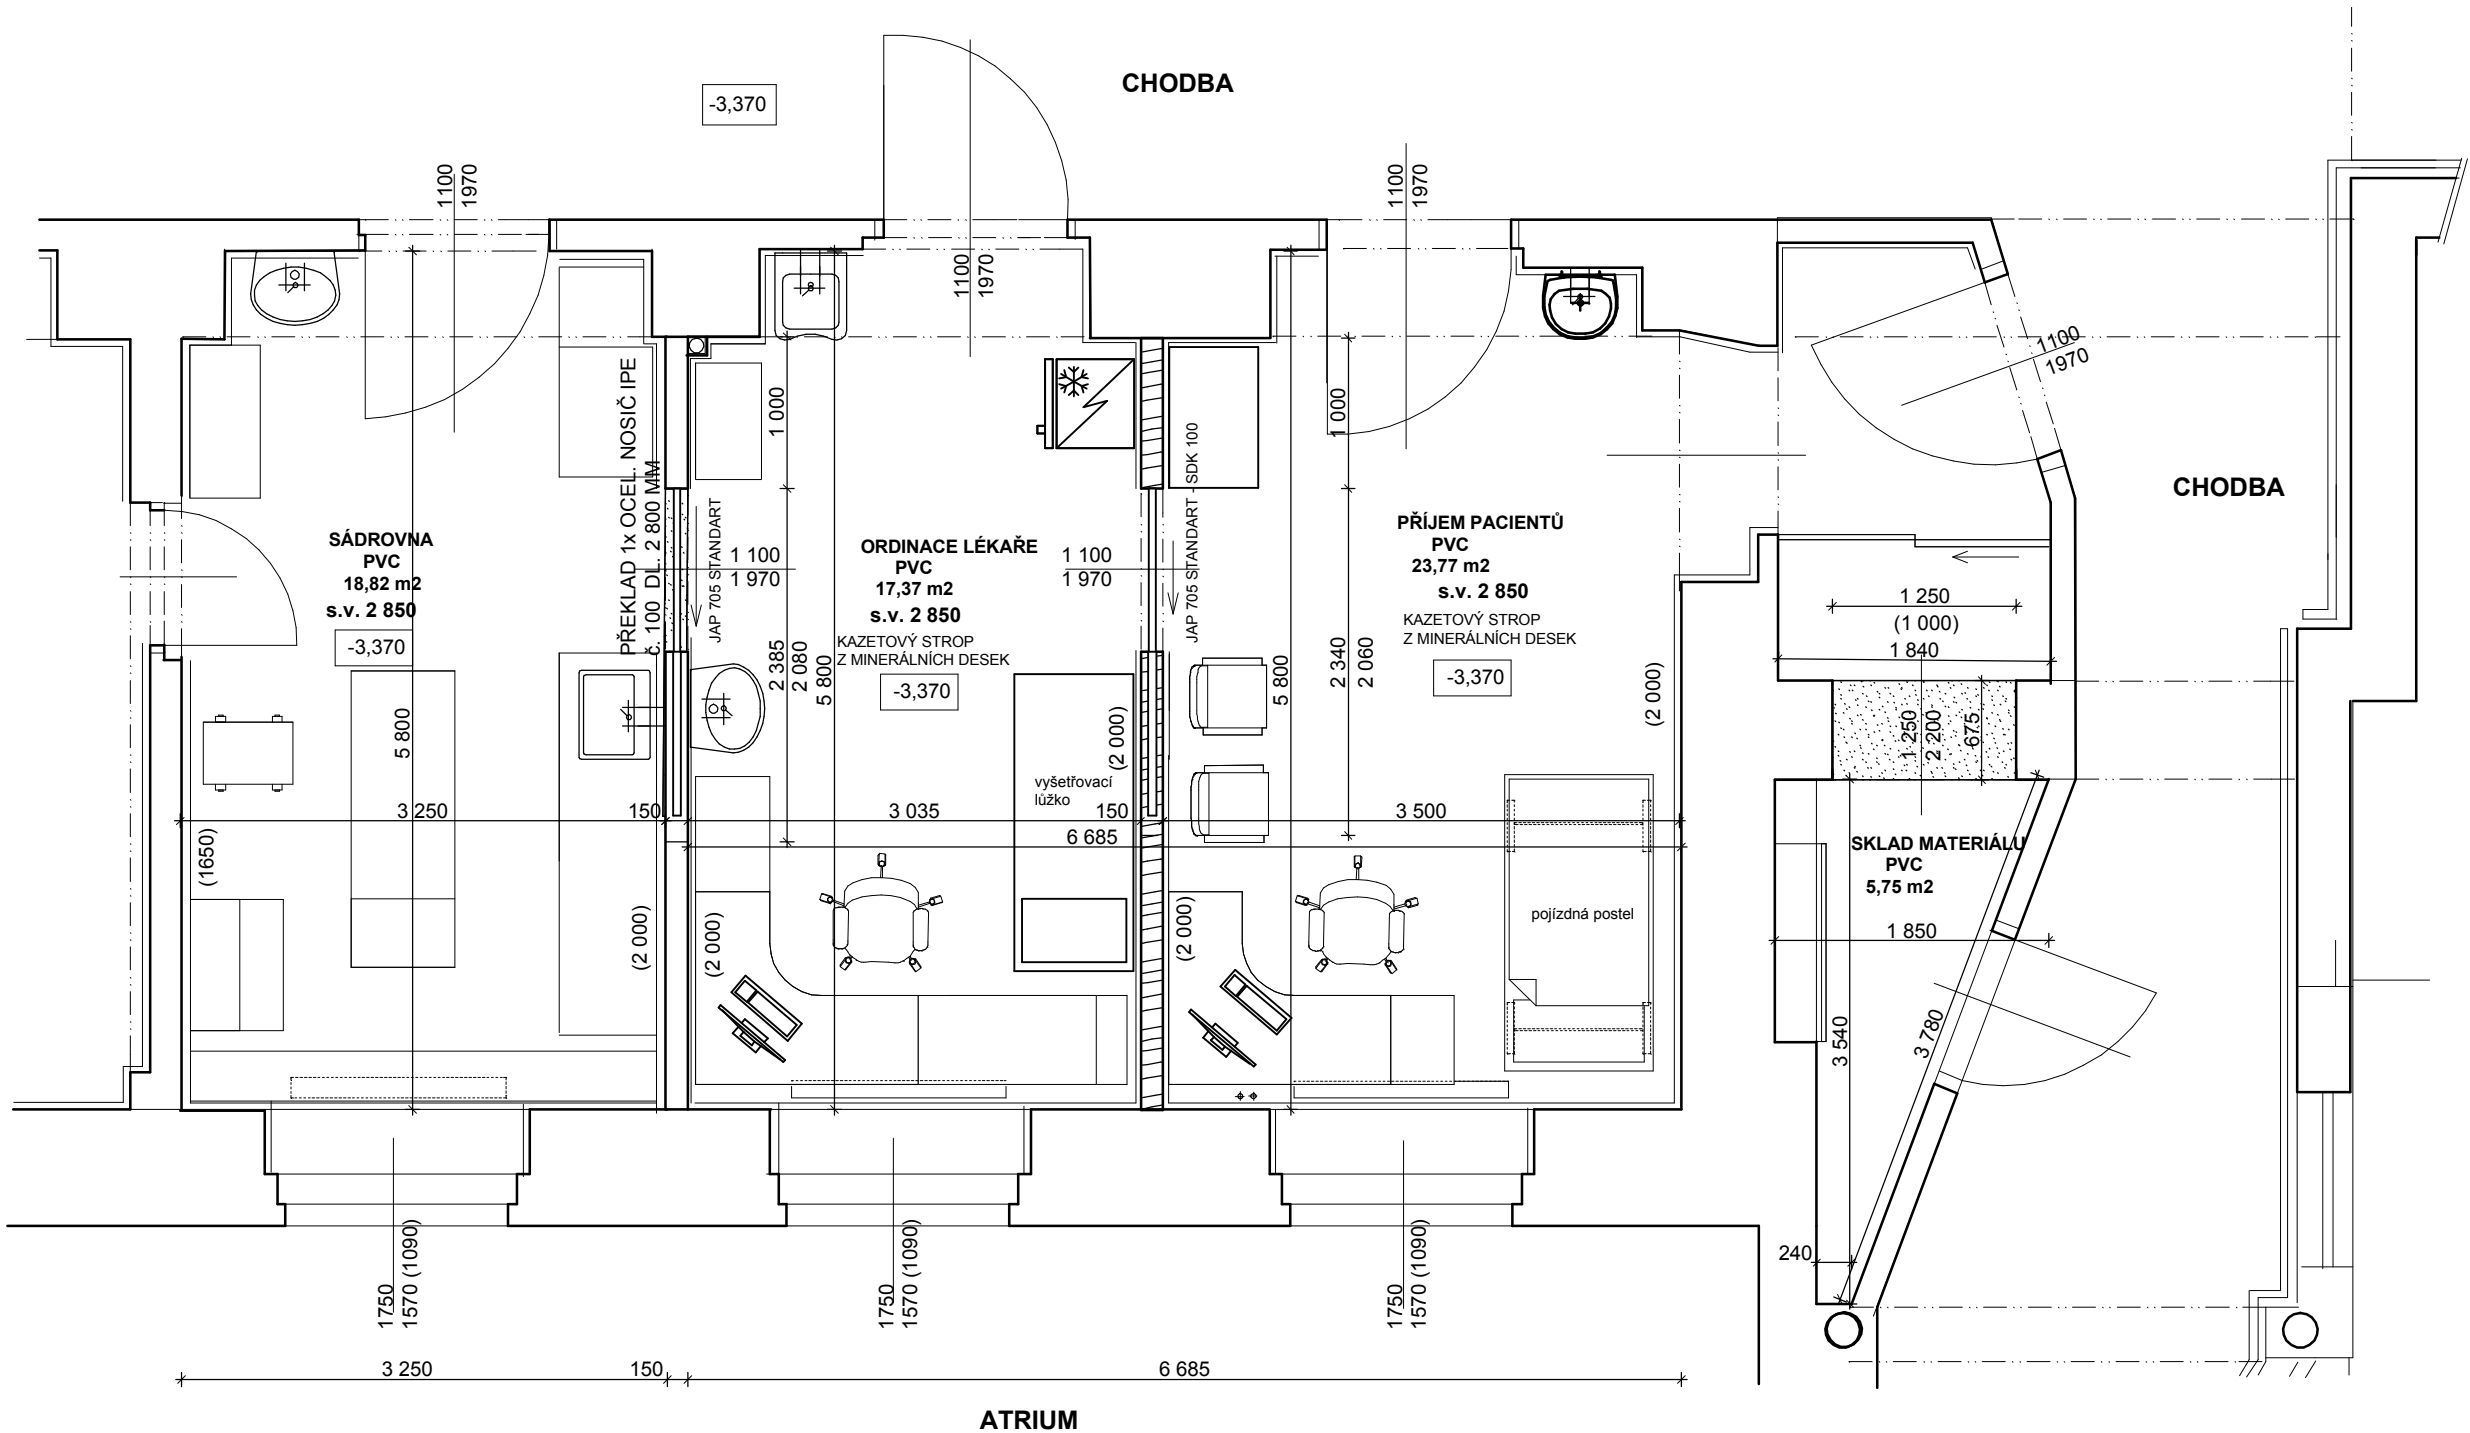 CHODBA
-3,370
1100
1970
1100
1970
1100
1970
1100
1970
CHODBA
SÁDROVNA
PVC
18,82 m2
s.v. 2 850
-3,370
5 800
PŘEKLAD 1x OCEL. NOSIČ IPE
č. 100 DL. 2 800 MM
JAP 705 STANDART
1 000
1 100
1 970
ORDINACE LÉKAŘE
PVC
17,37 m2
s.v. 2 850
KAZETOVÝ STROP
Z MINERÁLNÍCH DESEK
-3,370
2 385
2 080
5 800
1 100
1 970
JAP 705 STANDART - SDK 100
1 000
PŘÍJEM PACIENTŮ
PVC
23,77 m2
s.v. 2 850
KAZETOVÝ STROP
Z MINERÁLNÍCH DESEK
-3,370
5 800
2 340
2 060
(2 000)
(2 000)
vyšetřovací
lůžko
1 250
(1 000)
1 840
1 250
2 200
675
3 250
150
3 035
150
3 500
6 685
(1650)
(2 000)
(2 000)
(2 000)
pojízdná postel
SKLAD MATERIÁLU
PVC
5,75 m2
1 850
3 540
3 780
240
1750
1570 (1090)
1750
1570 (1090)
1750
1570 (1090)
3 250
150
6 685
ATRIUM